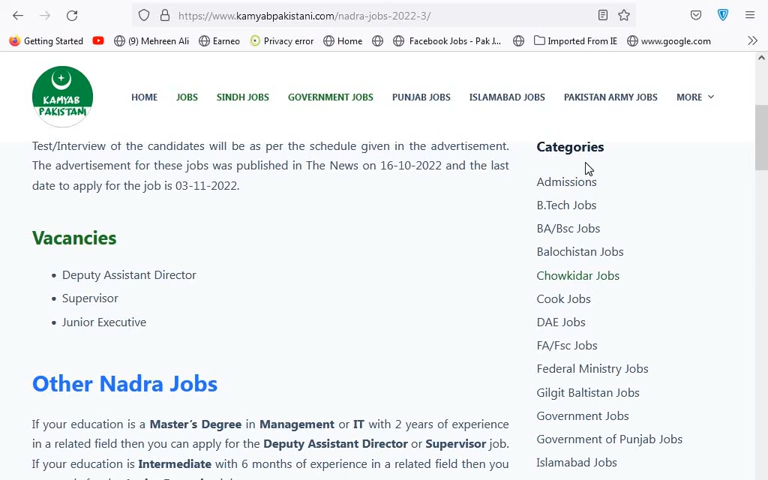 https://www.kamyabpakistani.com/nadra-jobs-2022-3/
Getting Started
(9) Mehreen Ali
Earneo
Privacy error
Home
Facebook Jobs - Pak J...
Imported From IE
www.google.com
KAMYAB
PAKISTANI
HOME
JOBS
SINDH JOBS
GOVERNMENT JOBS
PUNJAB JOBS
ISLAMABAD JOBS
PAKISTAN ARMY JOBS
MORE
Test/Interview of the candidates will be as per the schedule given in the advertisement.
The advertisement for these jobs was published in The News on 16-10-2022 and the last
date to apply for the job is 03-11-2022.
Vacancies
• Deputy Assistant Director
• Supervisor
• Junior Executive
Other Nadra Jobs
If your education is a Master's Degree in Management or IT with 2 years of experience
in a related field then you can apply for the Deputy Assistant Director or Supervisor job.
If your education is Intermediate with 6 months of experience in a related field then you
Categories
Admissions
B.Tech Jobs
BA/Bsc Jobs
Balochistan Jobs
Chowkidar Jobs
Cook Jobs
DAE Jobs
FA/Fsc Jobs
Federal Ministry Jobs
Gilgit Baltistan Jobs
Government Jobs
Government of Punjab Jobs
Islamabad Jobs